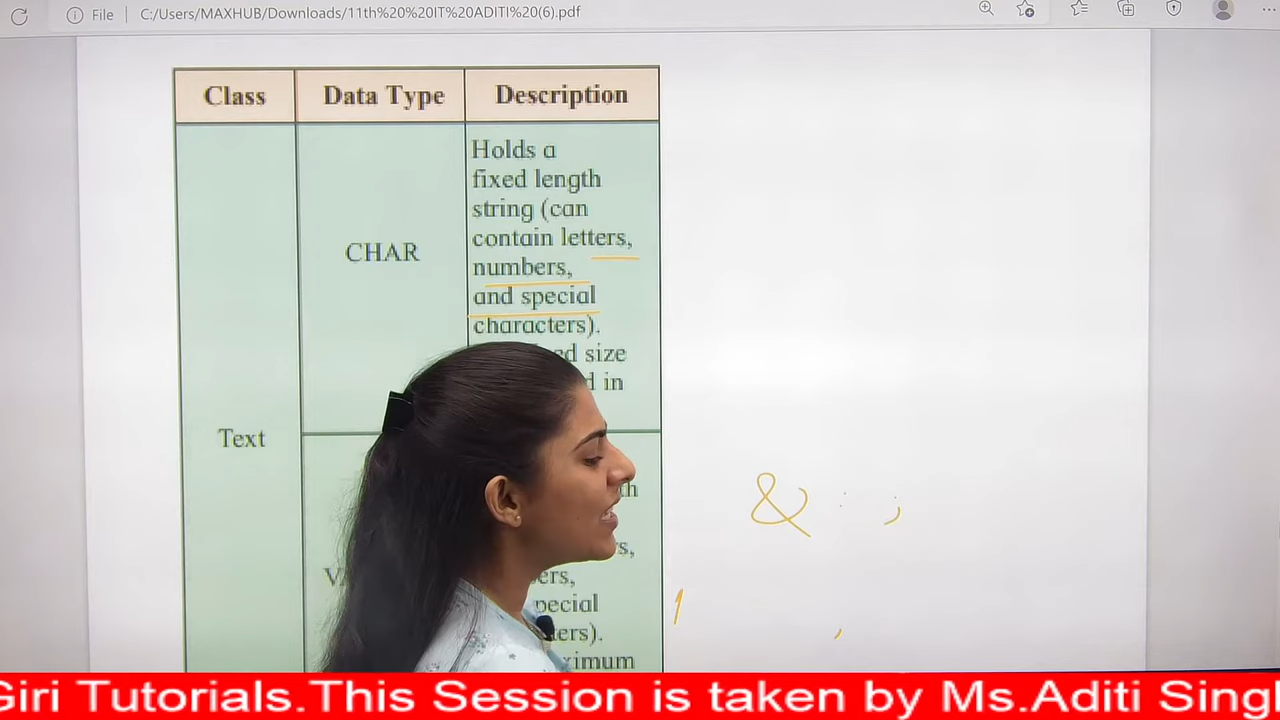 File C:/Users/MAXHUB/Downloads/11th%20%20IT%20ADITI%20(6).pdf
Class Data Type Description
Text
CHAR
Holds a
fixed length
string (can
contain letters,
numbers,
and special
characters).
size
in
&
;
,
Giri Tutorials.This Session is taken by Ms.Aditi Singh